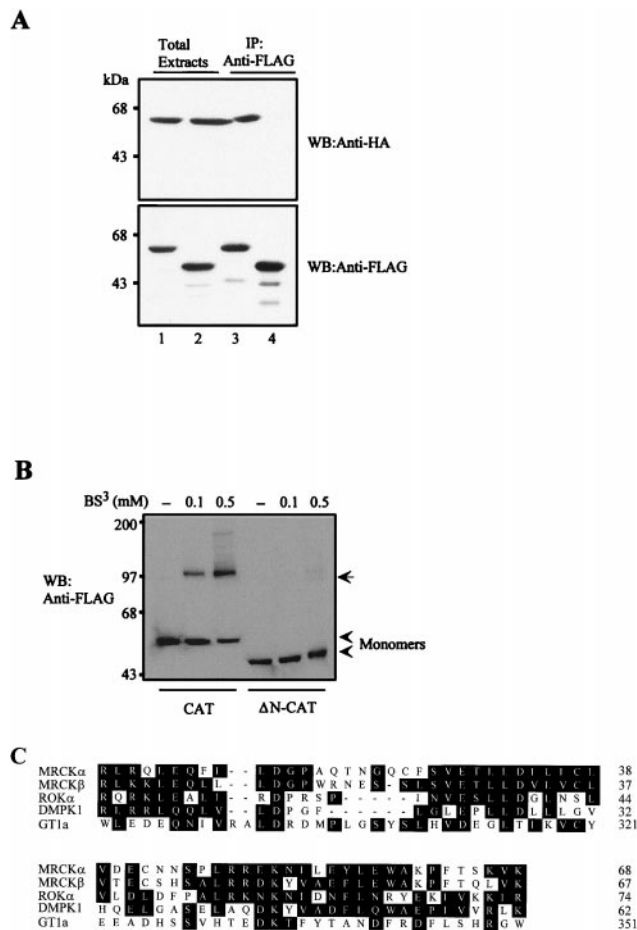 A
Total Extracts
IP: Anti-FLAG
kDa
68
43
WB:Anti-HA
68
43
WB:Anti-FLAG
1 2 3 4
B
BS³ (mM) – 0.1 0.5 – 0.1 0.5
200
97
68
43
WB:
Anti-FLAG
Monomers
CAT ΔN-CAT
C
MRCKα R L R Q L E Q F I - - L D G P A Q T N G Q C F S V E T L L D I L I C L 38
MRCKβ R L K K L E Q L L - - L D G P W R N E S - S L S V E T L L D V L V C L 37
ROKα R Q R K L E A L I - - R D P R S P - - - - - I N V E S L L D G L N S L 44
DMPK1 R L R R L Q Q L V - - L D P G F - - - - - - L G L E P L L D L L L G V 32
GT1a W L E D E Q N I V R A L D R D M P L G S Y S L H V D E G L T I K V C Y 321
MRCKα V D E C N N S P L R R E K N I L E Y L E W A K P F T S K V K 68
MRCKβ V T E C S H S A L R R D K Y V A E F L E W A K P F T Q L V K 67
ROKα V L D L D F P A L R K N K N I D N F L N R Y E K I V K K I R 74
DMPK1 H Q E L G A S E L A Q D K Y V A D F L Q W A E P I V V R L K 62
GT1a E E A D H S S V H T E D K T F Y T A N D F R D F L S H R G W 351